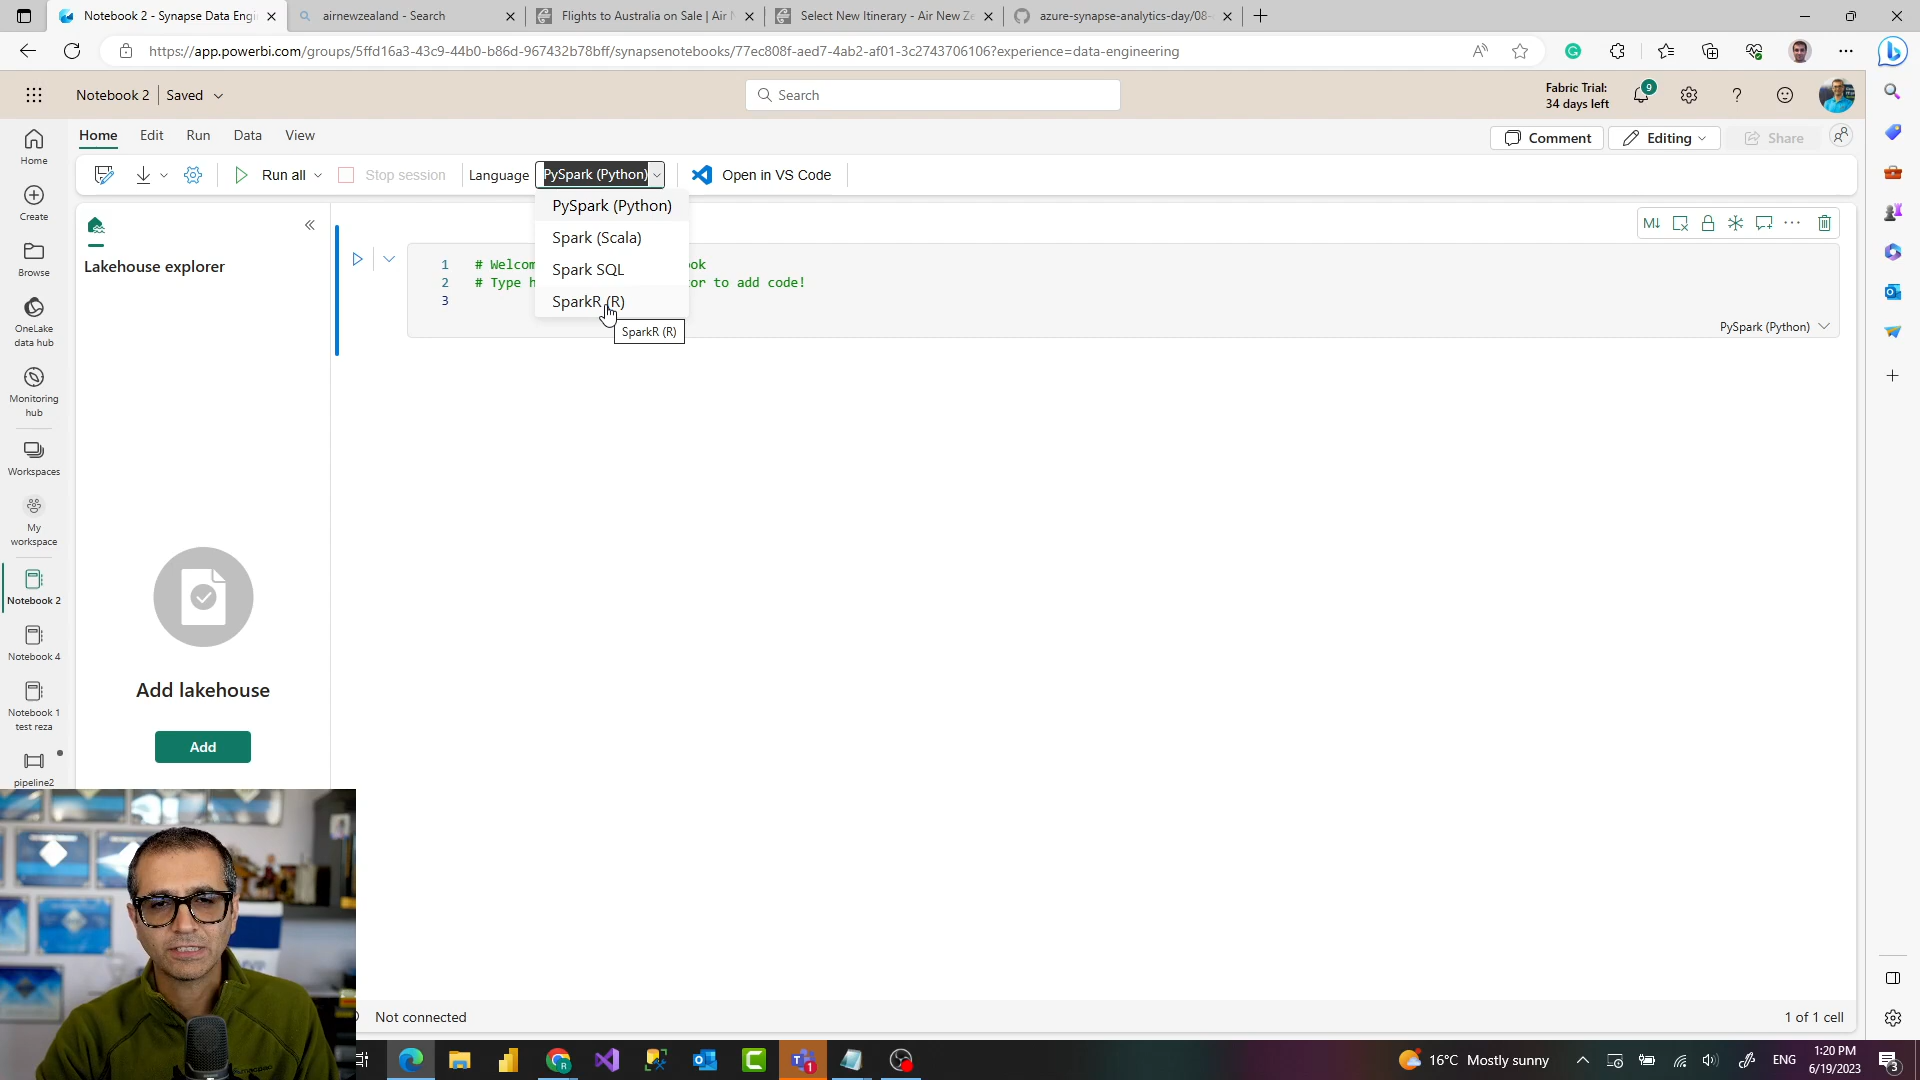 Notebook 2 - Synapse Data Engi
airnewzealand - Search
Flights to Australia on Sale | Air
Select New Itinerary - Air New Ze
azure-synapse-analytics-day/08-
https://app.powerbi.com/groups/5ffd16a3-43c9-44b0-b86d-967432b78bff/synapsenotebooks/77ec808f-aed7-4ab2-af01-3c2743706106?experience=data-engineering
Notebook 2
Saved
Search
Fabric Trial:
34 days left
9
?
Home
Edit
Run
Data
View
Comment
Editing
Share
Run all
Stop session
Language
PySpark (Python)
Open in VS Code
PySpark (Python)
Spark (Scala)
Spark SQL
SparkR (R)
SparkR (R)
Home
Create
Browse
OneLake
data hub
Monitoring
hub
Workspaces
My
workspace
Notebook 2
Notebook 4
Notebook 1
test reza
pipeline2
Lakehouse explorer
Add lakehouse
Add
M↓
1 # Welcom ok
2 # Type h or to add code!
3
PySpark (Python)
Not connected
1 of 1 cell
16°C Mostly sunny
ENG
1:20 PM
6/19/2023
3